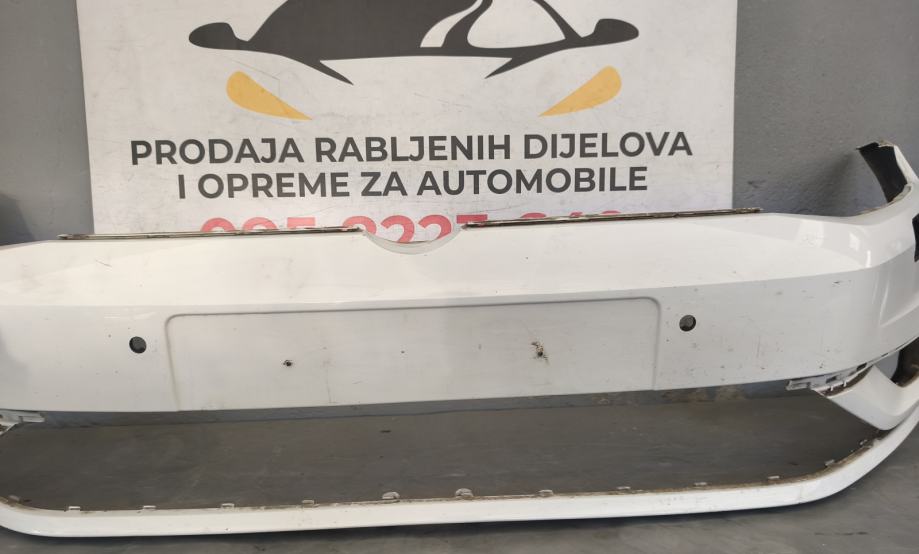 PRODAJA RABLJENIH DIJELOVA
I OPREME ZA AUTOMOBILE